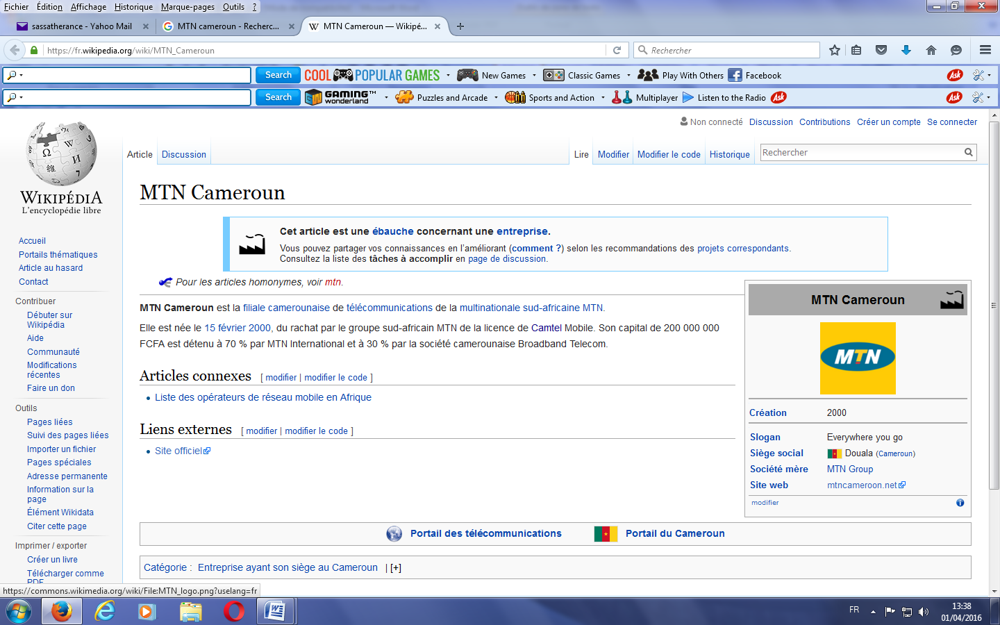 Fichier Édition Affichage Historique Marque-pages Outils ?
sassatherance - Yahoo Mail
MTN cameroun - Recherc...
MTN Cameroun — Wikipé...
https://fr.wikipedia.org/wiki/MTN_Cameroun
Rechercher
Search COOL POPULAR GAMES New Games Classic Games Play With Others Facebook Ask
Search GAMING wonderland™ Puzzles and Arcade Sports and Action Multiplayer Listen to the Radio Ask Ask
Non connecté Discussion Contributions Créer un compte Se connecter
Article Discussion Lire Modifier Modifier le code Historique Rechercher
WIKIPÉDIA
L'encyclopédie libre
Accueil
Portails thématiques
Article au hasard
Contact
Contribuer
Débuter sur
Wikipédia
Aide
Communauté
Modifications
récentes
Faire un don
Outils
Pages liées
Suivi des pages liées
Importer un fichier
Pages spéciales
Adresse permanente
Information sur la
page
Élément Wikidata
Citer cette page
Imprimer / exporter
Créer un livre
Télécharger comme
PDF
MTN Cameroun
Cet article est une ébauche concernant une entreprise.
Vous pouvez partager vos connaissances en l'améliorant (comment ?) selon les recommandations des projets correspondants.
Consultez la liste des tâches à accomplir en page de discussion.
Pour les articles homonymes, voir mtn.
MTN Cameroun est la filiale camerounaise de télécommunications de la multinationale sud-africaine MTN.
Elle est née le 15 février 2000, du rachat par le groupe sud-africain MTN de la licence de Camtel Mobile. Son capital de 200 000 000
FCFA est détenu à 70 % par MTN International et à 30 % par la société camerounaise Broadband Telecom.
Articles connexes [ modifier | modifier le code ]
Liste des opérateurs de réseau mobile en Afrique
Liens externes [ modifier | modifier le code ]
Site officiel
MTN Cameroun
MTN
Création 2000
Slogan Everywhere you go
Siège social Douala (Cameroun)
Société mère MTN Group
Site web mtncameroon.net
modifier
Portail des télécommunications Portail du Cameroun
Catégorie : Entreprise ayant son siège au Cameroun | [+]
https://commons.wikimedia.org/wiki/File:MTN_logo.png?uselang=fr
FR
13:38
01/04/2016